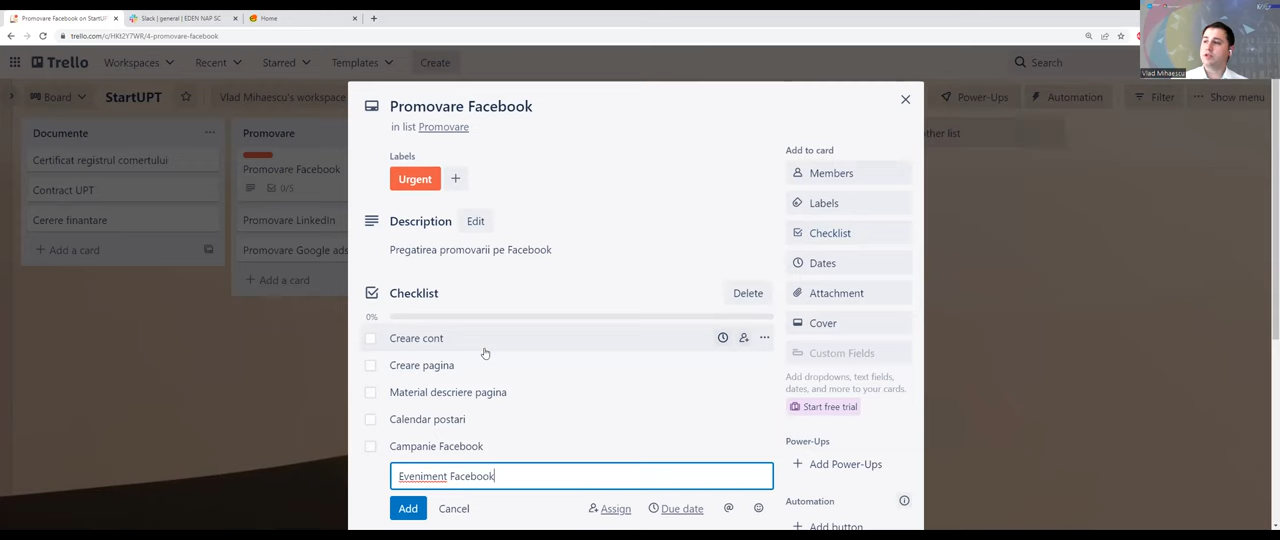 Promovare Facebook on StartUP
Slack | general | EDEN NAP SC
Home
trello.com/c/HKt2Y7WR/4-promovare-facebook
Vlad Mihaescu
Trello
Workspaces
Recent
Starred
Templates
Create
Search
Board
StartUPT
Vlad Mihaescu's workspace
Power-Ups
Automation
Filter
Show menu
Documente
Certificat registrul comertului
Contract UPT
Cerere finantare
+ Add a card
Promovare
Promovare Facebook
0/5
Promovare LinkedIn
Promovare Google ads
+ Add a card
other list
Promovare Facebook
in list Promovare
Labels
Urgent
+
Description
Edit
Pregatirea promovarii pe Facebook
Checklist
Delete
0%
Creare cont
Creare pagina
Material descriere pagina
Calendar postari
Campanie Facebook
Eveniment Facebook
Add
Cancel
Assign
Due date
@
Add to card
Members
Labels
Checklist
Dates
Attachment
Cover
Custom Fields
Add dropdowns, text fields,
dates, and more to your cards.
Start free trial
Power-Ups
+ Add Power-Ups
Automation
+ Add button